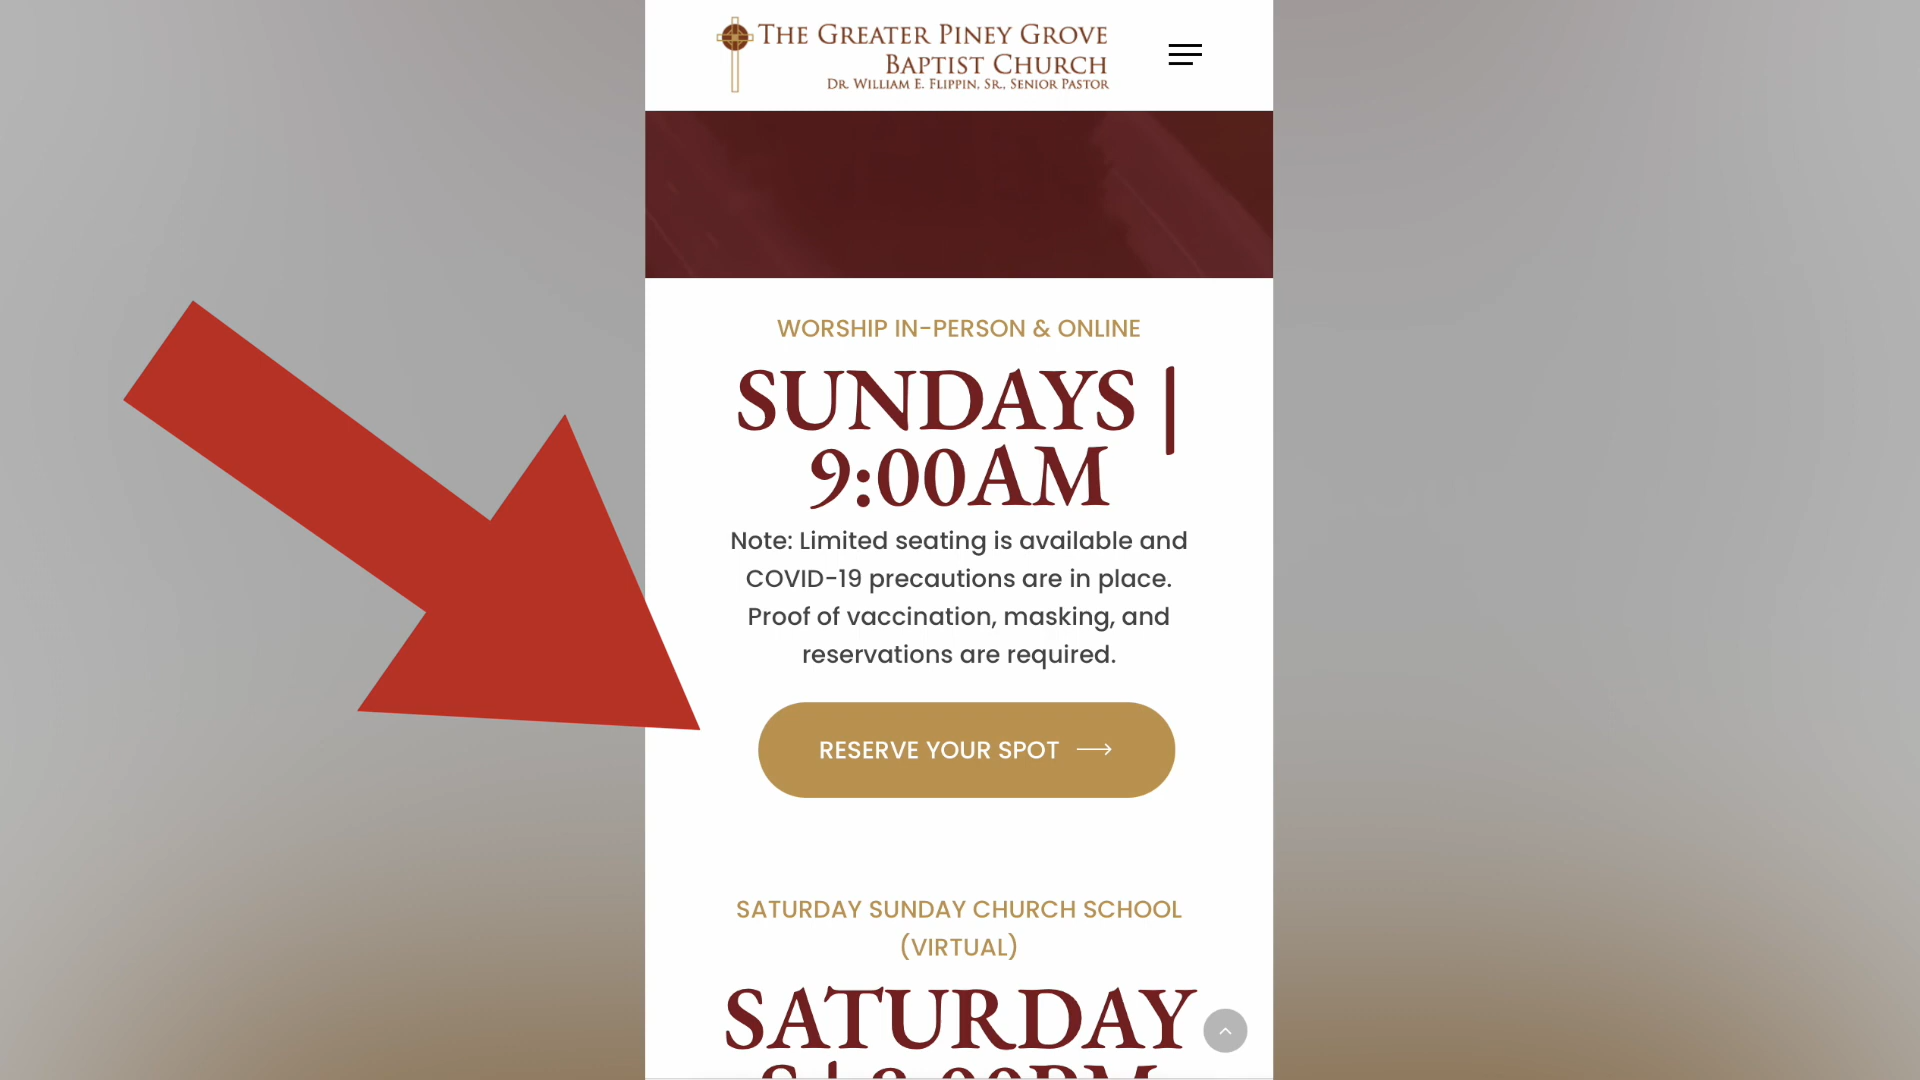 THE GREATER PINEY GROVE
BAPTIST CHURCH
DR. WILLIAM E. FLIPPIN, SR., SENIOR PASTOR
WORSHIP IN-PERSON & ONLINE
SUNDAYS |
9:00AM
Note: Limited seating is available and
COVID-19 precautions are in place.
Proof of vaccination, masking, and
reservations are required.
RESERVE YOUR SPOT
SATURDAY SUNDAY CHURCH SCHOOL
(VIRTUAL)
SATURDAY